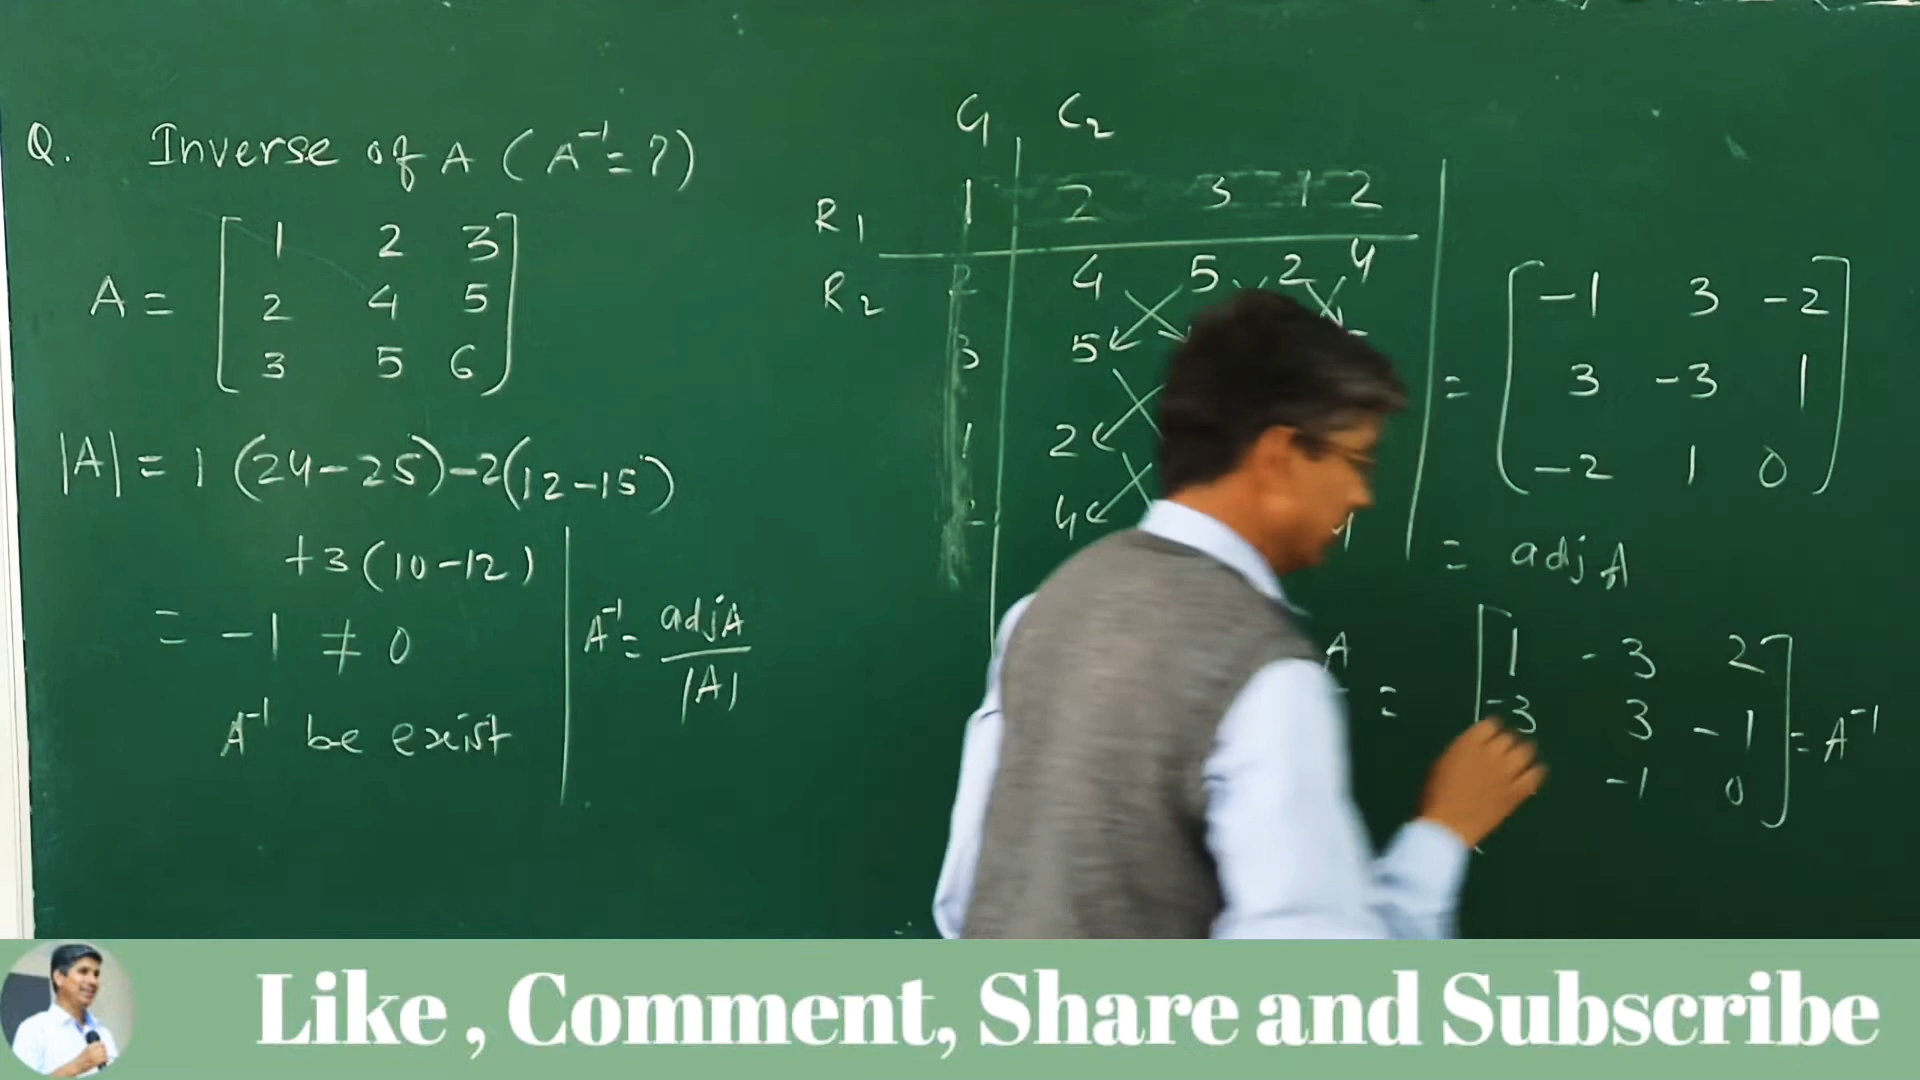 Q. Inverse of A ( A⁻¹ = ? )
A = [ 1 2 3
2 4 5
3 5 6 ]
|A| = 1 (24-25)-2(12-15)
+3(10-12)
= -1 ≠ 0
A⁻¹ be exist
A⁻¹ = adjA
|A|
C1 C2
R1 1 2 3 1 2
R2 2 4 5 2 4
3 5
1 2
2 4
= [ -1 3 -2
3 -3 1
-2 1 0 ]
= adj A
A = [ 1 -3 2
-3 3 -1
-1 0 ] = A⁻¹
Like , Comment, Share and Subscribe